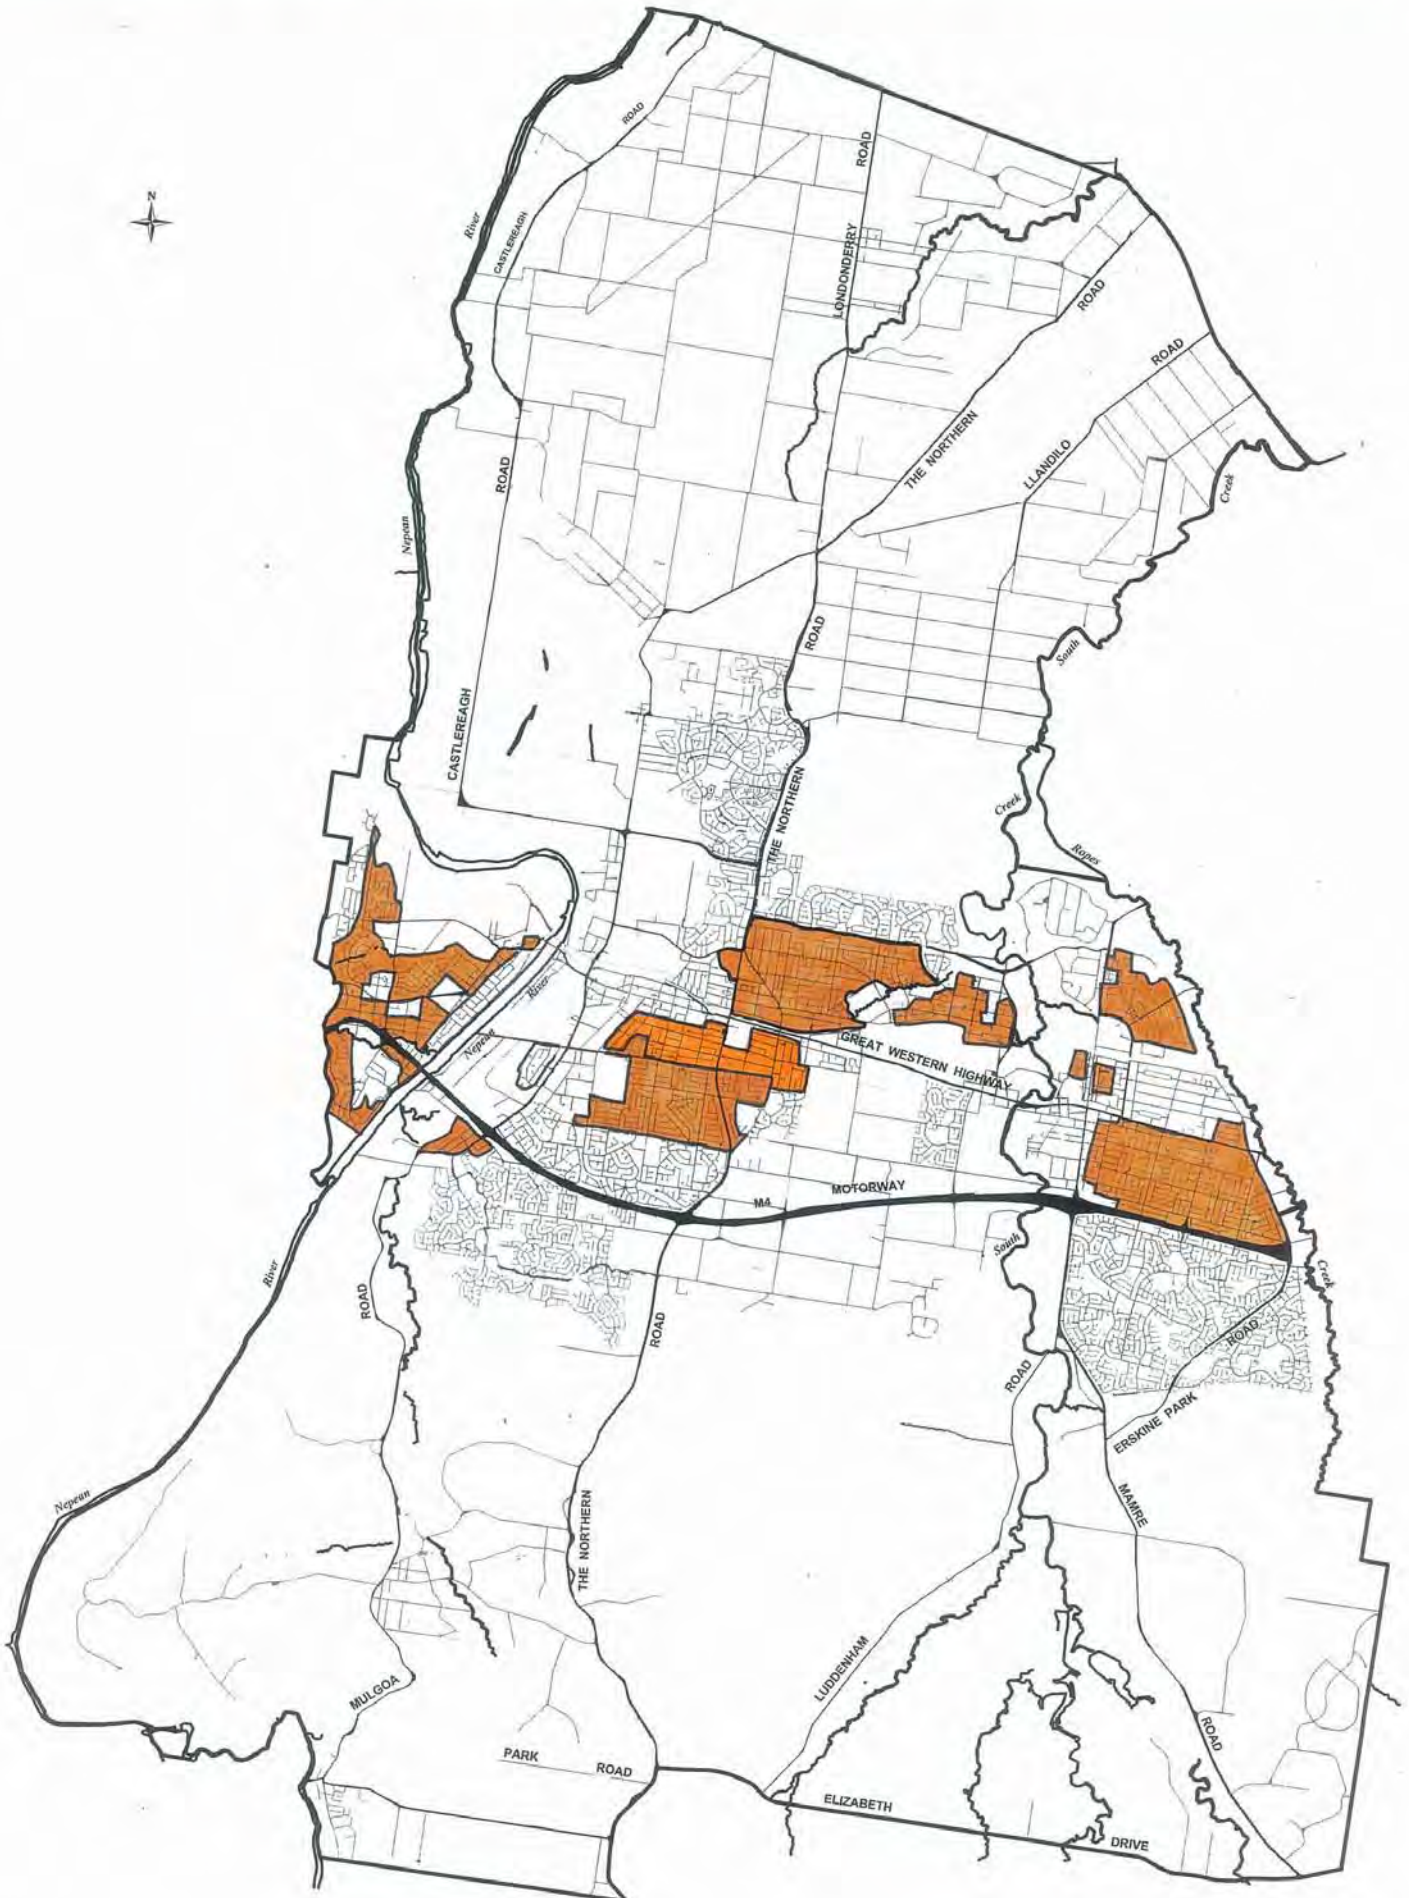 ROAD
ROAD
N
River
CASTLEREAGH
LONDONDERRY
ROAD
ROAD
ROAD
THE NORTHERN
LLANDILO
Creek
Nepean
ROAD
South
CASTLEREAGH
THE NORTHERN
Creek
Ropes
River
Nepean
GREAT WESTERN HIGHWAY
M4
MOTORWAY
South
River
Creek
ROAD
ROAD
ROAD
ROAD
ERSKINE PARK
Nepean
THE NORTHERN
MAMRE
LUDDENHAM
MULGOA
ROAD
PARK
ROAD
ELIZABETH
DRIVE